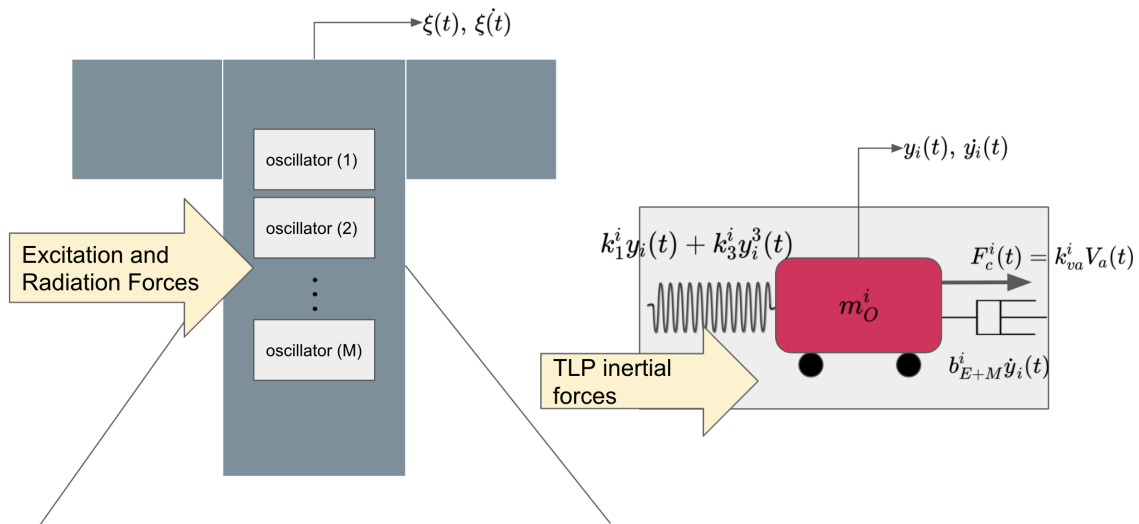 ξ(t), ξ̇(t)
oscillator (1)
oscillator (2)
Excitation and
Radiation Forces
oscillator (M)
y_i(t), ẏ_i(t)
k_1^i y_i(t) + k_3^i y_i^3(t)
F_c^i(t) = k_{va}^i V_a(t)
m_O^i
b_{E+M}^i ẏ_i(t)
TLP inertial
forces